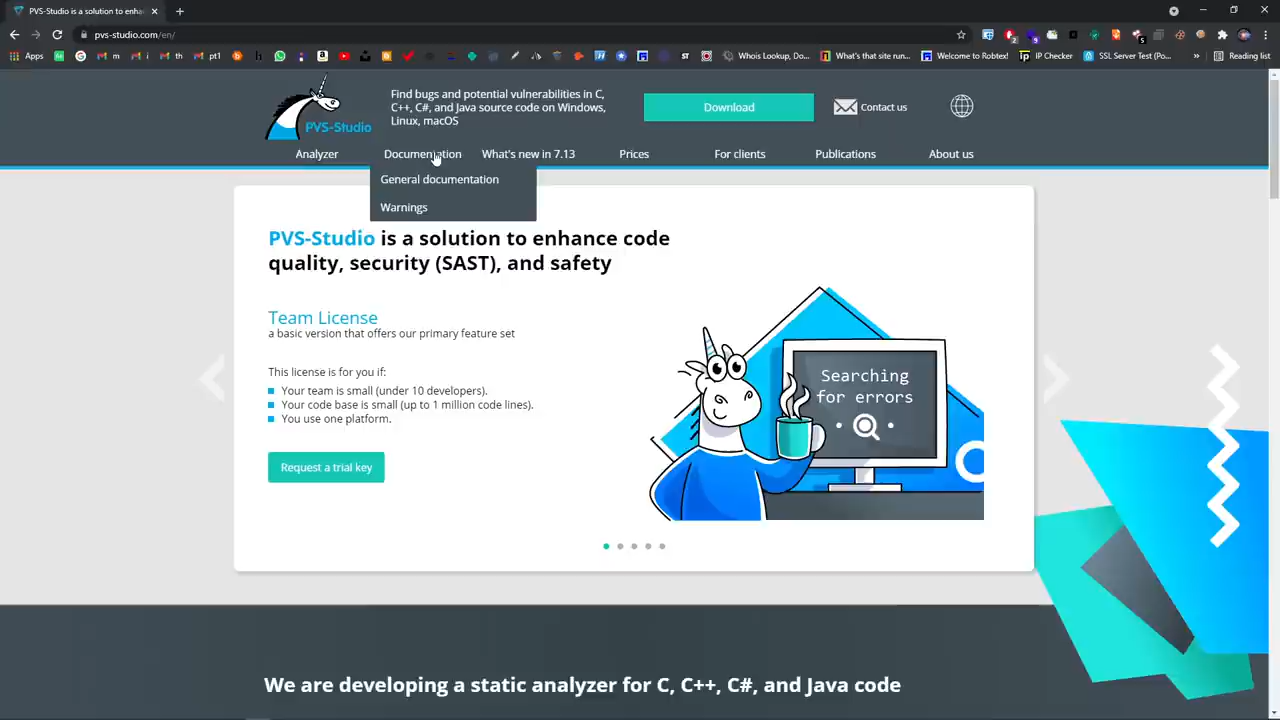 PVS-Studio is a solution to enha
pvs-studio.com/en/
Apps
m
i
th
pt1
h
Whois Lookup, Do...
What's that site run...
Welcome to Robtex!
IP Checker
SSL Server Test (Po...
Reading list
PVS-Studio
Find bugs and potential vulnerabilities in C,
C++, C#, and Java source code on Windows,
Linux, macOS
Download
Contact us
Analyzer
Documentation
What's new in 7.13
Prices
For clients
Publications
About us
General documentation
Warnings
PVS-Studio is a solution to enhance code
quality, security (SAST), and safety
Team License
a basic version that offers our primary feature set
This license is for you if:
Your team is small (under 10 developers).
Your code base is small (up to 1 million code lines).
You use one platform.
Request a trial key
Searching
for errors
We are developing a static analyzer for C, C++, C#, and Java code